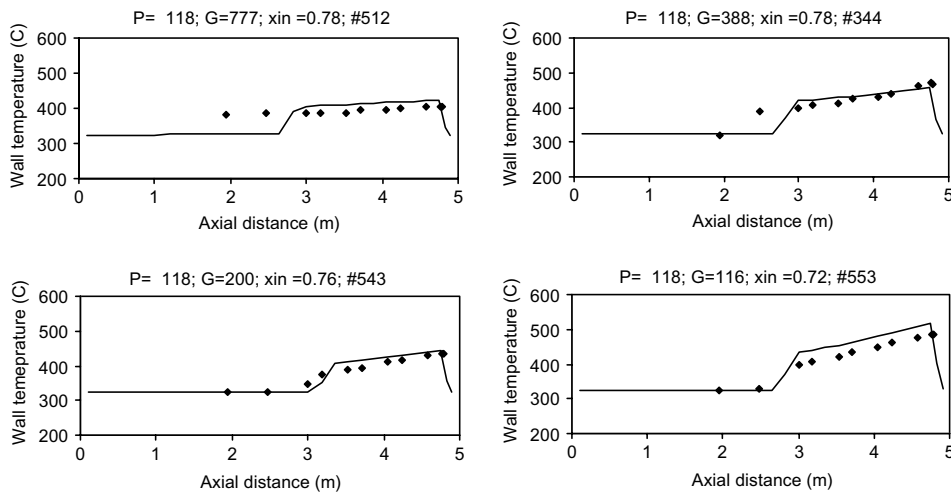 P= 118; G=777; xin =0.78; #512
Wall temperature (C)
600
500
400
300
200
0 1 2 3 4 5
Axial distance (m)
P= 118; G=388; xin =0.78; #344
Wall temperature (C)
600
500
400
300
200
0 1 2 3 4 5
Axial distance (m)
P= 118; G=200; xin =0.76; #543
Wall temeprature (C)
600
500
400
300
200
0 1 2 3 4 5
Axial distance (m)
P= 118; G=116; xin =0.72; #553
Wall temperature (C)
600
500
400
300
200
0 1 2 3 4 5
Axial distance (m)